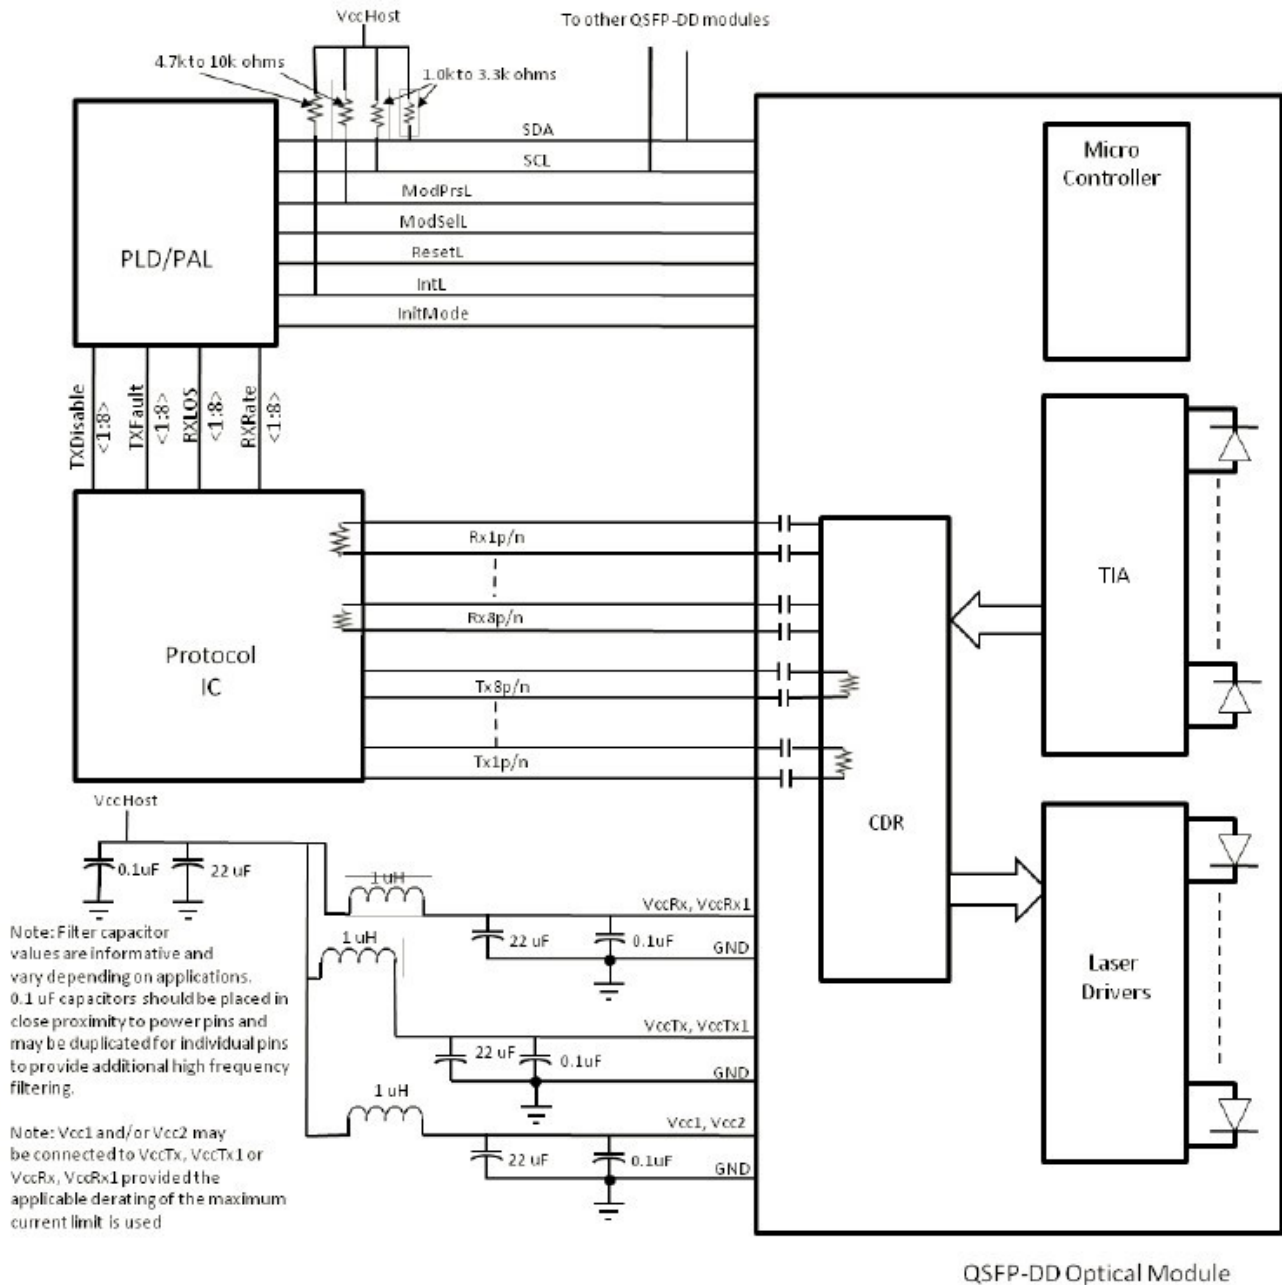 VccHost
To other QSFP-DD modules
4.7k to 10k ohms
1.0k to 3.3k ohms
SDA
SCL
ModPrsL
ModSelL
ResetL
IntL
InitMode
PLD/PAL
Micro
Controller
TXDisable
<1:8>
TXFault
<1:8>
RXLOS
<1:8>
RXRate
<1:8>
Rx1p/n
Rx8p/n
Tx8p/n
Tx1p/n
Protocol
IC
TIA
CDR
Laser
Drivers
VccHost
0.1uF
22 uF
1 uH
VccRx, VccRx1
22 uF
0.1uF
GND
1 uH
VccTx, VccTx1
22 uF
0.1uF
GND
1 uH
Vcc1, Vcc2
22 uF
0.1uF
GND
Note: Filter capacitor
values are informative and
vary depending on applications.
0.1 uF capacitors should be placed in
close proximity to power pins and
may be duplicated for individual pins
to provide additional high frequency
filtering.
Note: Vcc1 and/or Vcc2 may
be connected to VccTx, VccTx1 or
VccRx, VccRx1 provided the
applicable derating of the maximum
current limit is used
QSFP-DD Optical Module